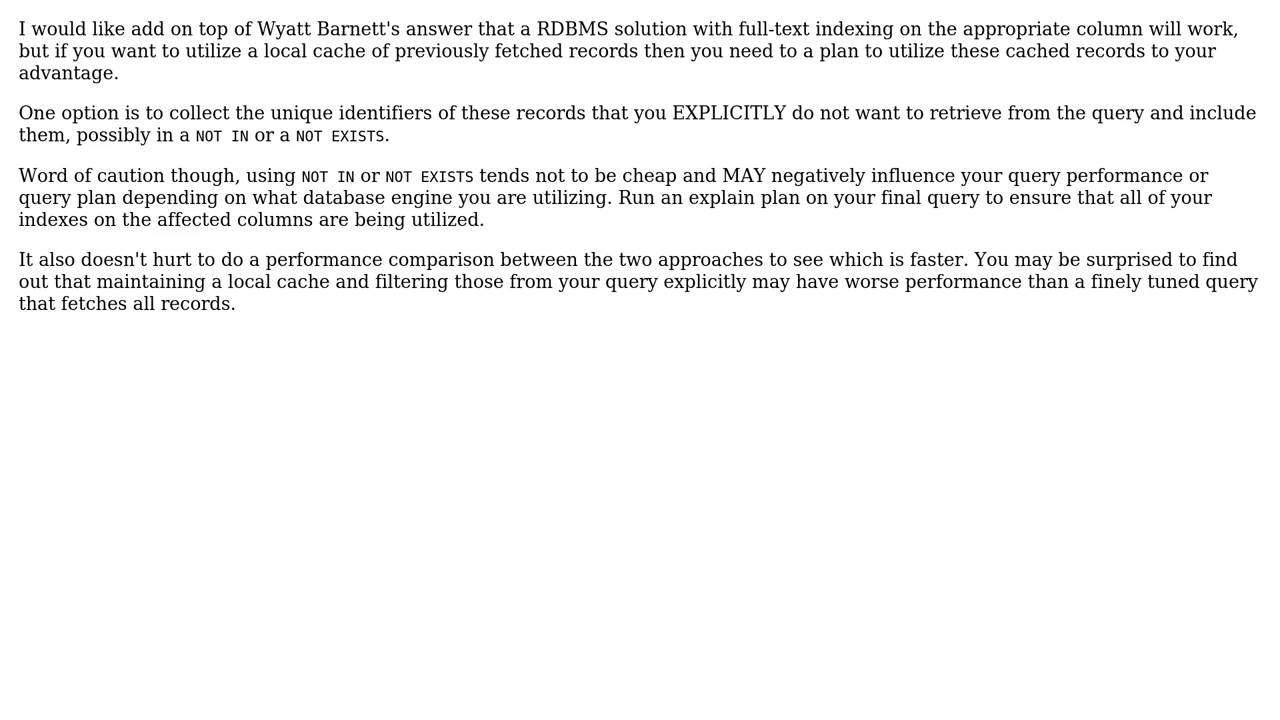 I would like add on top of Wyatt Barnett's answer that a RDBMS solution with full-text indexing on the appropriate column will work,
but if you want to utilize a local cache of previously fetched records then you need to a plan to utilize these cached records to your
advantage.
One option is to collect the unique identifiers of these records that you EXPLICITLY do not want to retrieve from the query and include
them, possibly in a NOT IN or a NOT EXISTS.
Word of caution though, using NOT IN or NOT EXISTS tends not to be cheap and MAY negatively influence your query performance or
query plan depending on what database engine you are utilizing. Run an explain plan on your final query to ensure that all of your
indexes on the affected columns are being utilized.
It also doesn't hurt to do a performance comparison between the two approaches to see which is faster. You may be surprised to find
out that maintaining a local cache and filtering those from your query explicitly may have worse performance than a finely tuned query
that fetches all records.